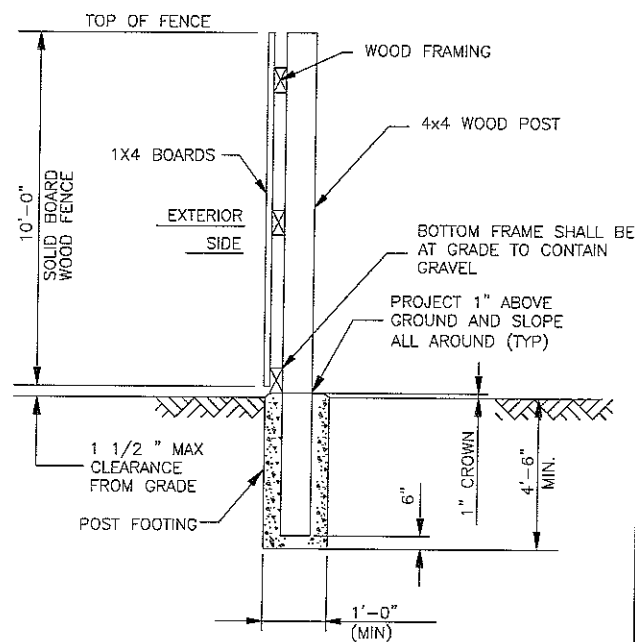 TOP OF FENCE
WOOD FRAMING
4x4 WOOD POST
1X4 BOARDS
10'-0"
SOLID BOARD
WOOD FENCE
EXTERIOR
SIDE
BOTTOM FRAME SHALL BE
AT GRADE TO CONTAIN
GRAVEL
PROJECT 1" ABOVE
GROUND AND SLOPE
ALL AROUND (TYP)
1 1/2 " MAX
CLEARANCE
FROM GRADE
POST FOOTING
6"
1" CROWN
4'-6"
MIN.
1'-0"
(MIN)